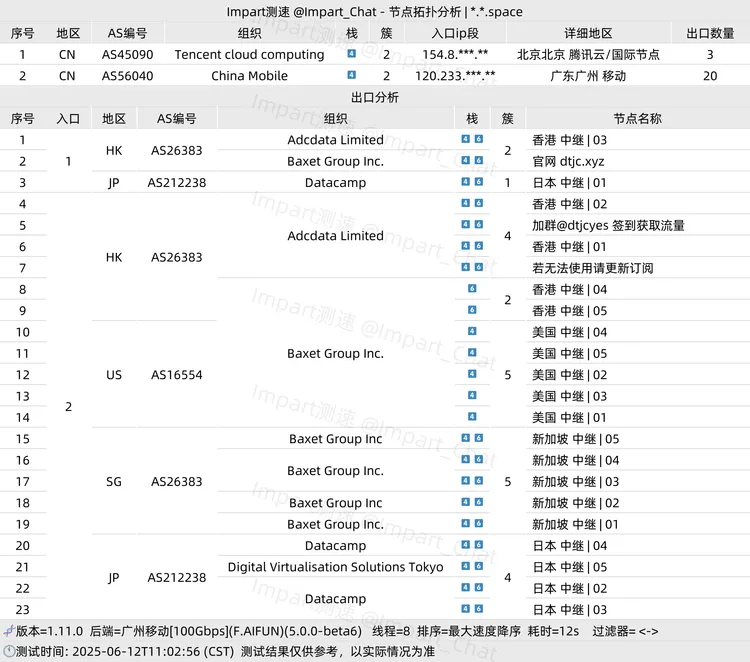 Impart测速 @Impart_Chat - 节点拓扑分析 | *.*.space
序号 地区 AS编号 组织 栈 簇 入口ip段 详细地区 出口数量
1 CN AS45090 Tencent cloud computing 4 2 154.8.***.** 北京北京 腾讯云/国际节点 3
2 CN AS56040 China Mobile 4 2 120.233.***.** 广东广州 移动 20
出口分析
序号 入口 地区 AS编号 组织 栈 簇 节点名称
1 1 HK AS26383 Adcdata Limited 4 6 2 香港 中继 | 03
2 Baxet Group Inc. 4 6 官网 dtjc.xyz
3 JP AS212238 Datacamp 4 6 1 日本 中继 | 01
4 2 HK AS26383 Adcdata Limited 4 6 4 香港 中继 | 02
5 4 6 加群@dtjcyes 签到获取流量
6 4 6 香港 中继 | 01
7 4 6 若无法使用请更新订阅
8 Baxet Group Inc. 6 2 香港 中继 | 04
9 6 香港 中继 | 05
10 US AS16554 4 5 美国 中继 | 04
11 4 美国 中继 | 05
12 4 美国 中继 | 02
13 4 美国 中继 | 03
14 4 美国 中继 | 01
15 SG AS26383 Baxet Group Inc 4 6 5 新加坡 中继 | 05
16 Baxet Group Inc. 4 6 新加坡 中继 | 04
17 4 6 新加坡 中继 | 03
18 Baxet Group Inc 4 6 新加坡 中继 | 02
19 Baxet Group Inc. 4 6 新加坡 中继 | 01
20 JP AS212238 Datacamp 4 6 4 日本 中继 | 04
21 Digital Virtualisation Solutions Tokyo 4 6 日本 中继 | 05
22 Datacamp 4 6 日本 中继 | 02
23 4 6 日本 中继 | 03
版本=1.11.0 后端=广州移动[100Gbps](F.AIFUN)(5.0.0-beta6) 线程=8 排序=最大速度降序 耗时=12s 过滤器= <->
测试时间: 2025-06-12T11:02:56 (CST) 测试结果仅供参考，以实际情况为准